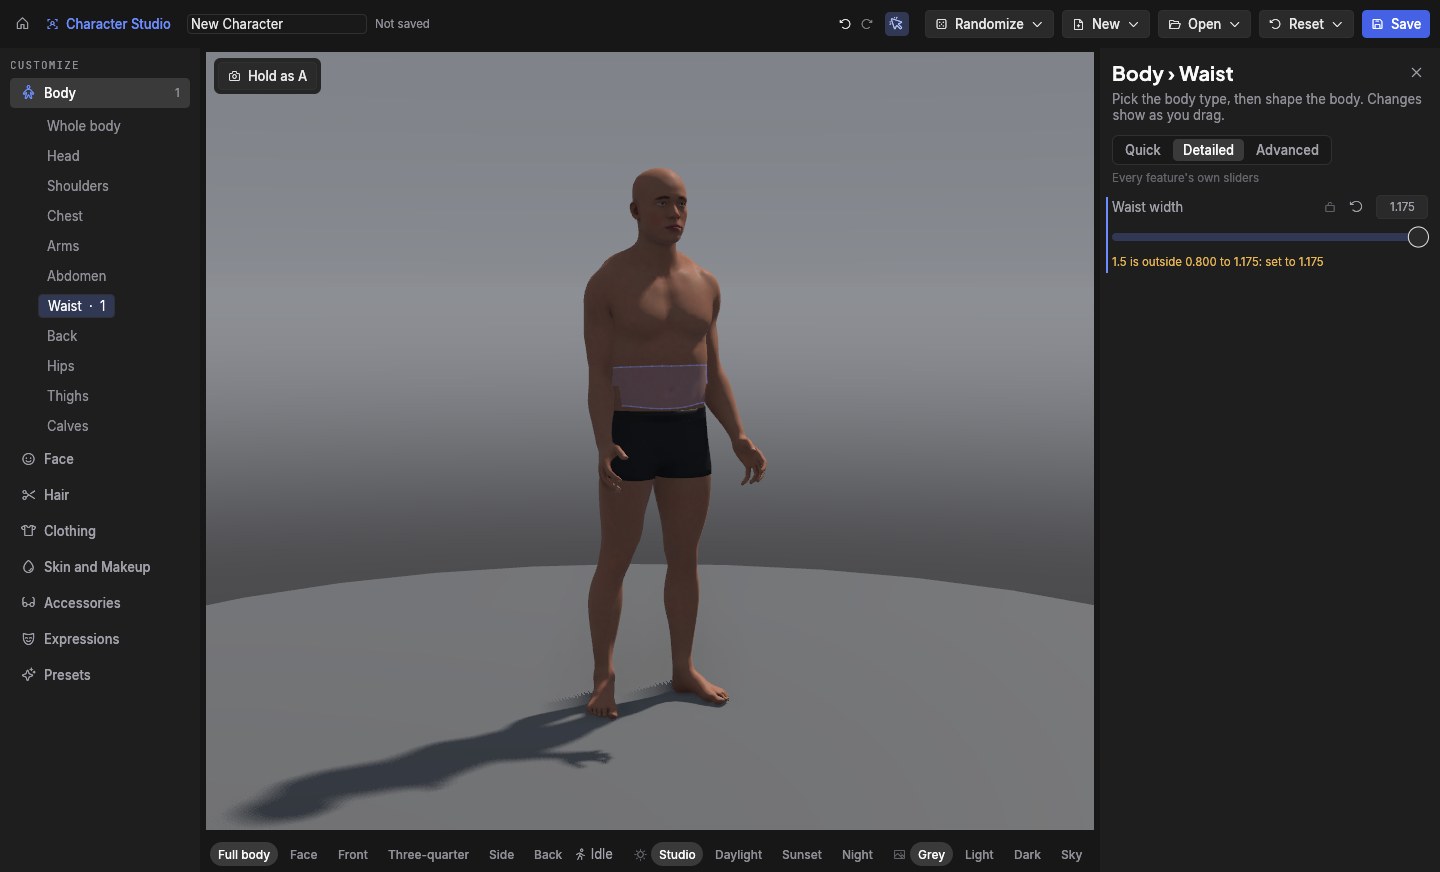 Character Studio
New Character
Not saved
Randomize
New
Open
Reset
Save
CUSTOMIZE
Body 1
Whole body
Head
Shoulders
Chest
Arms
Abdomen
Waist · 1
Back
Hips
Thighs
Calves
Face
Hair
Clothing
Skin and Makeup
Accessories
Expressions
Presets
Hold as A
Full body
Face
Front
Three-quarter
Side
Back
Idle
Studio
Daylight
Sunset
Night
Grey
Light
Dark
Sky
Body › Waist
Pick the body type, then shape the body. Changes
show as you drag.
Quick
Detailed
Advanced
Every feature's own sliders
Waist width
1.175
1.5 is outside 0.800 to 1.175: set to 1.175